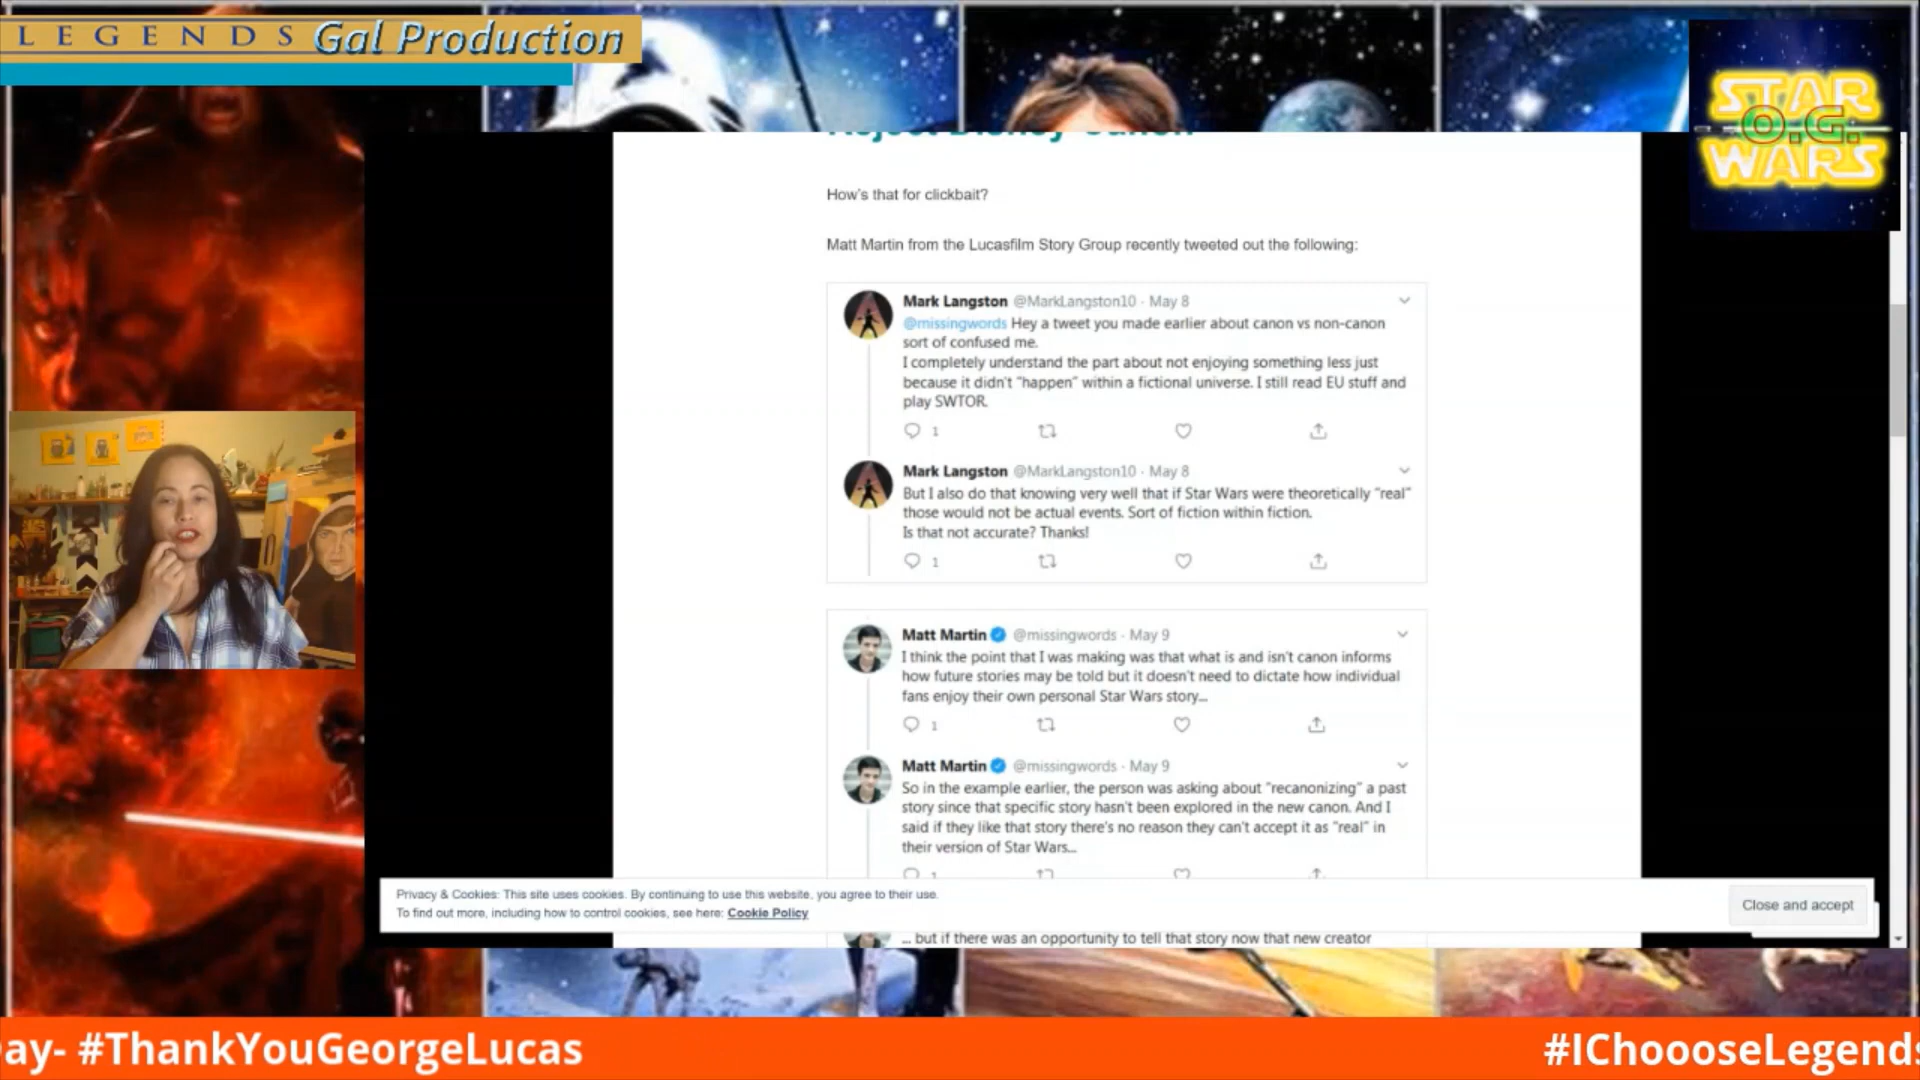 LEGENDS Gal Production
STAR
O.G.
WARS
Reject Disney Canon
How's that for clickbait?
Matt Martin from the Lucasfilm Story Group recently tweeted out the following:
Mark Langston @MarkLangston10 · May 8
@missingwords Hey a tweet you made earlier about canon vs non-canon
sort of confused me.
I completely understand the part about not enjoying something less just
because it didn't "happen" within a fictional universe. I still read EU stuff and
play SWTOR.
1
Mark Langston @MarkLangston10 · May 8
But I also do that knowing very well that if Star Wars were theoretically "real"
those would not be actual events. Sort of fiction within fiction.
Is that not accurate? Thanks!
1
Matt Martin @missingwords · May 9
I think the point that I was making was that what is and isn't canon informs
how future stories may be told but it doesn't need to dictate how individual
fans enjoy their own personal Star Wars story...
1
Matt Martin @missingwords · May 9
So in the example earlier, the person was asking about "recanonizing" a past
story since that specific story hasn't been explored in the new canon. And I
said if they like that story there's no reason they can't accept it as "real" in
their version of Star Wars...
1
Privacy & Cookies: This site uses cookies. By continuing to use this website, you agree to their use.
To find out more, including how to control cookies, see here: Cookie Policy
Close and accept
... but if there was an opportunity to tell that story now that new creator
ay- #ThankYouGeorgeLucas
#IChoooseLegends